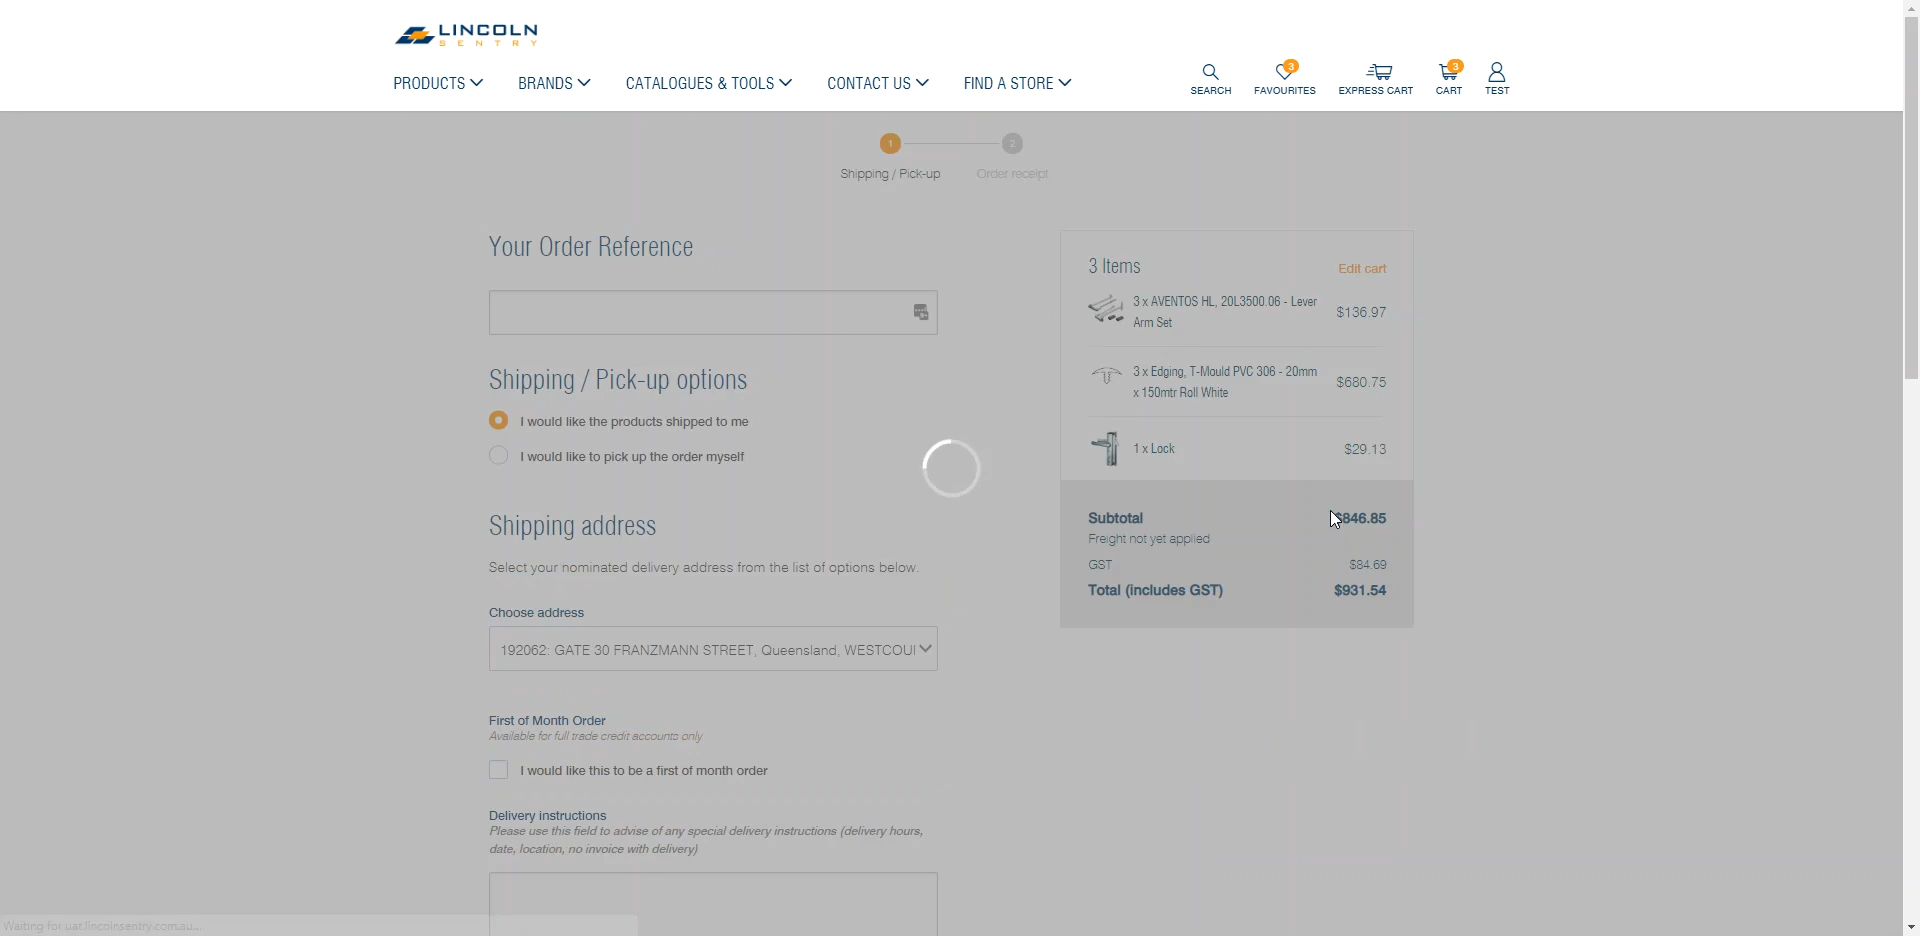 LINCOLN
SENTRY
PRODUCTS BRANDS CATALOGUES & TOOLS CONTACT US FIND A STORE
3 3
SEARCH FAVOURITES EXPRESS CART CART TEST
1 2
Shipping / Pick-up Order receipt
Your Order Reference
Shipping / Pick-up options
I would like the products shipped to me
I would like to pick up the order myself
Shipping address
Select your nominated delivery address from the list of options below.
Choose address
192062: GATE 30 FRANZMANN STREET, Queensland, WESTCOU
First of Month Order
Available for full trade credit accounts only
I would like this to be a first of month order
Delivery instructions
Please use this field to advise of any special delivery instructions (delivery hours,
date, location, no invoice with delivery)
3 Items Edit cart
3 x AVENTOS HL, 20L3500.06 - Lever
Arm Set $136.97
3 x Edging, T-Mould PVC 306 - 20mm
x 150mtr Roll White $680.75
1 x Lock $29.13
Subtotal $846.85
Freight not yet applied
GST $84.69
Total (includes GST) $931.54
Waiting for uat.lincolnsentry.com.au...